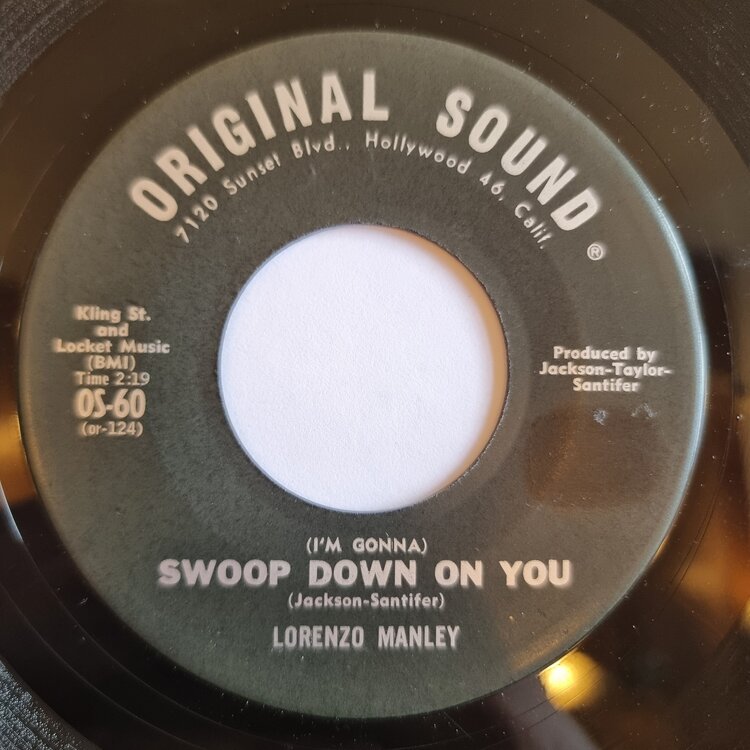 ORIGINAL SOUND®
7120 Sunset Blvd., Hollywood 46, Calif.
Kling St.
and
Locket Music
(BMI)
Time 2:19
OS-60
(or-124)
Produced by
Jackson-Taylor-
Santifer
(I'M GONNA)
SWOOP DOWN ON YOU
(Jackson-Santifer)
LORENZO MANLEY